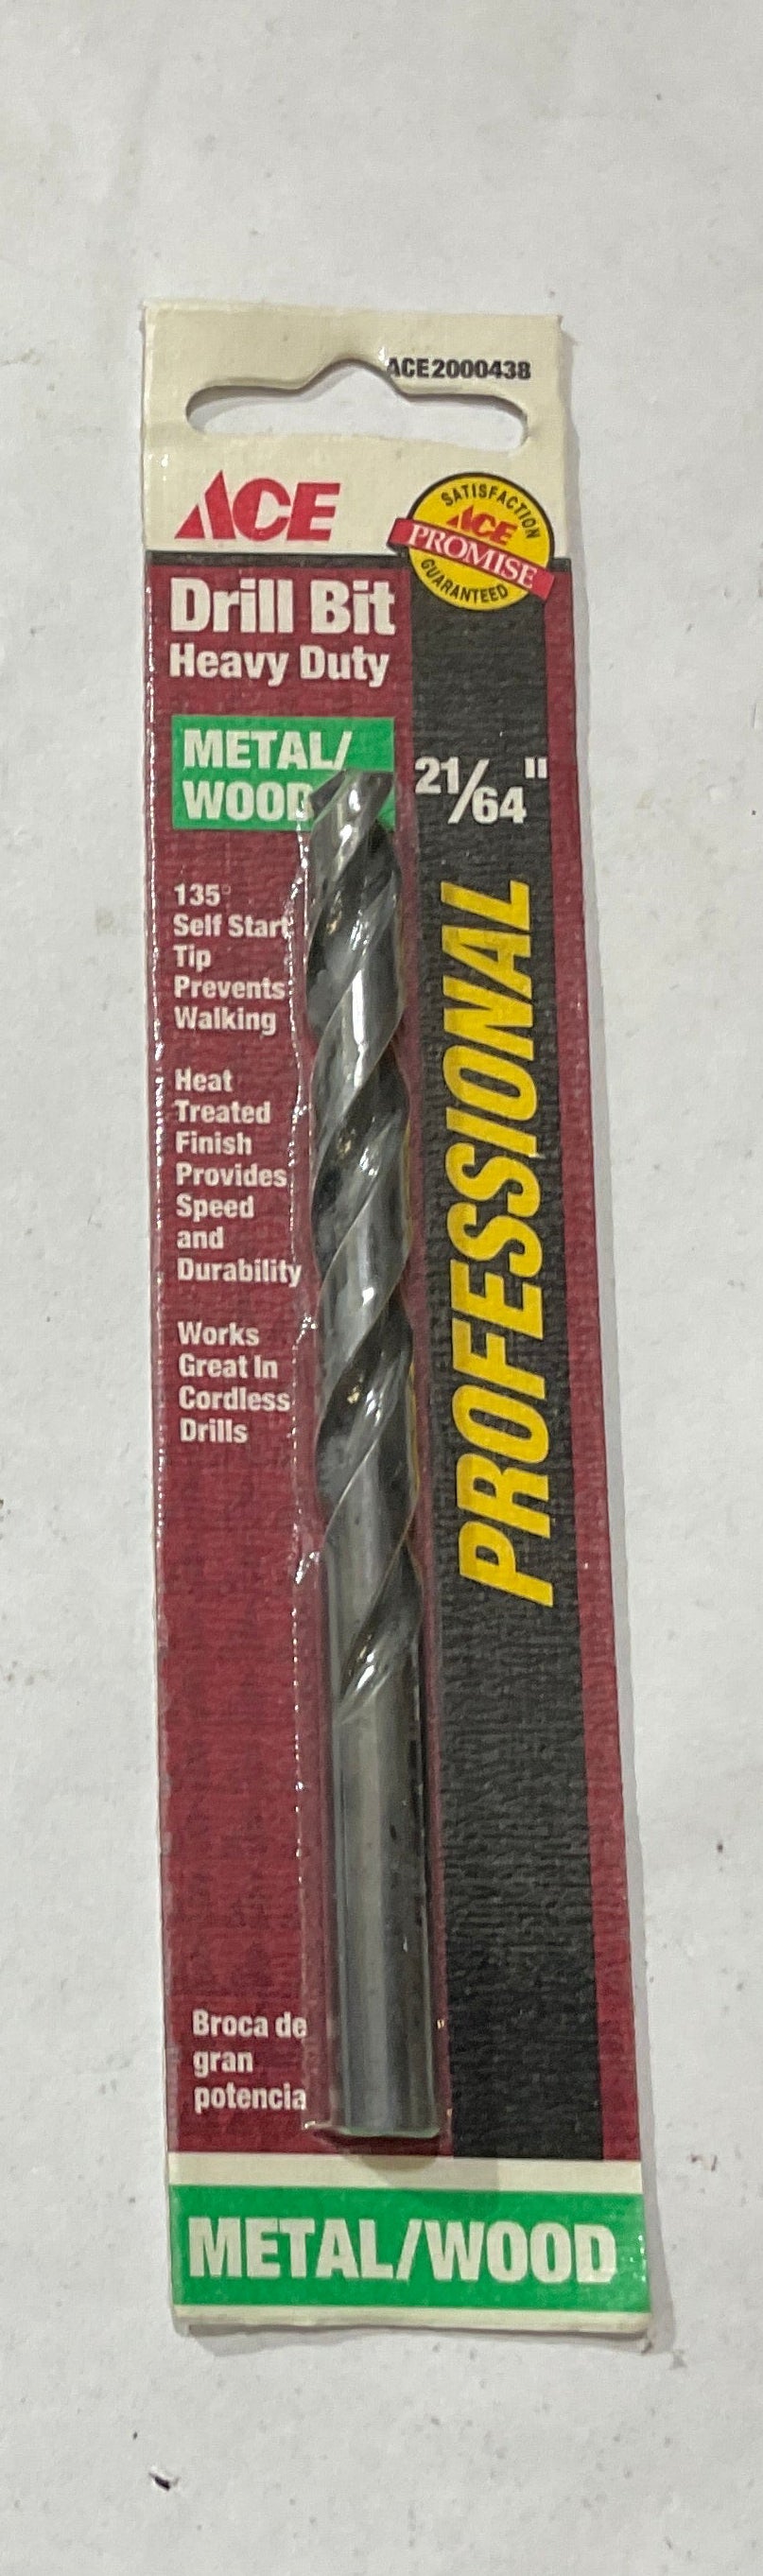 ACE2000438
ACE
SATISFACTION
ACE
PROMISE
GUARANTEED
Drill Bit
Heavy Duty
METAL/
WOOD
21/64"
135°
Self Start
Tip
Prevents
Walking
Heat
Treated
Finish
Provides
Speed
and
Durability
Works
Great In
Cordless
Drills
PROFESSIONAL
Broca de
gran
potencia
METAL/WOOD